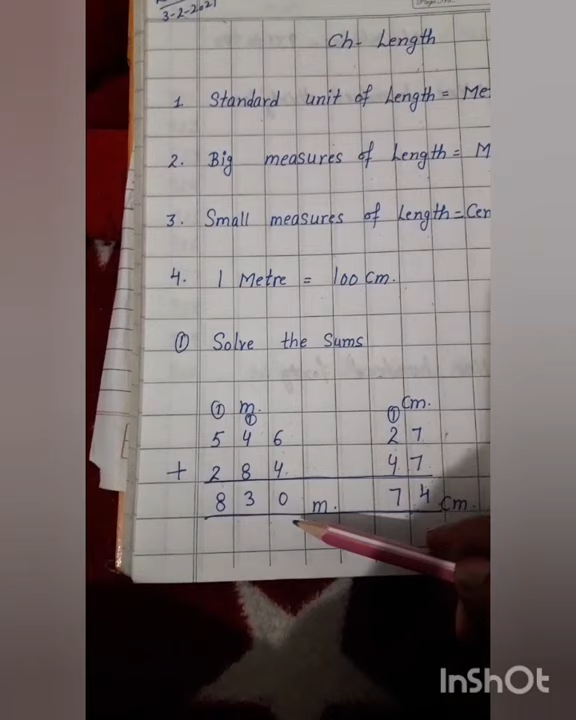 3-2-2021
Ch- Length
1 Standard unit of Length = Me
2. Big measures of Length = M
3. Small measures of Length = Cen
4. 1 Metre = 100 Cm.
① Solve the Sums
① m. Cm.
① ①
5 4 6 2 7
+ 2 8 4 4 7
8 3 0 m. 7 4 Cm.
InShOt